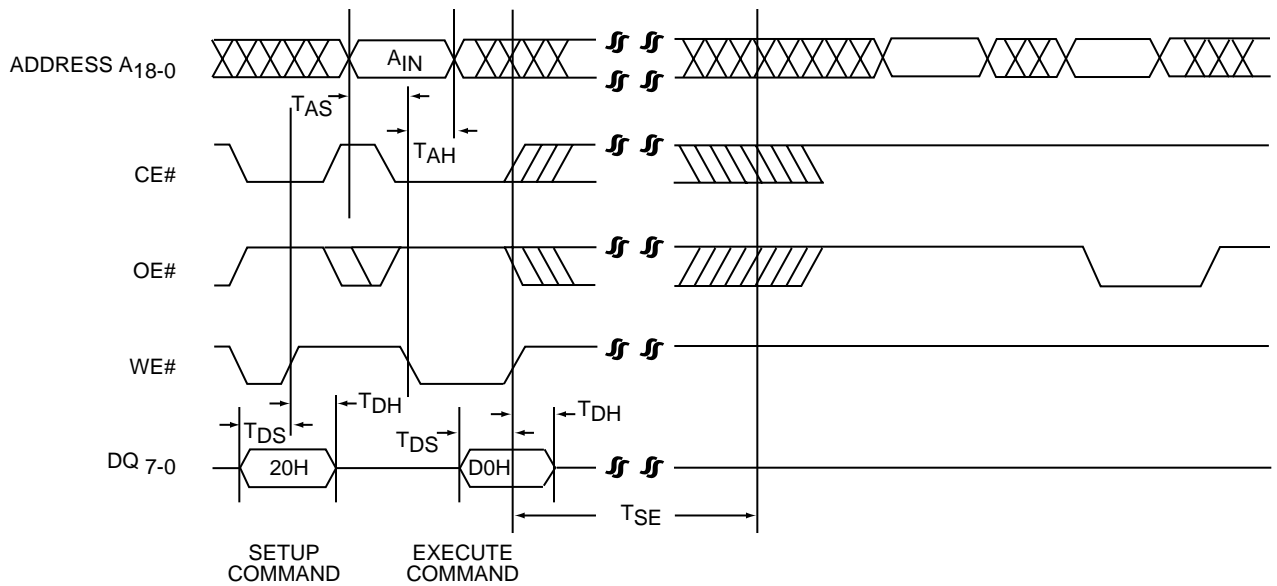 ADDRESS A18-0
AIN
TAS
TAH
CE#
OE#
WE#
TDH
TDH
TDS
TDS
DQ 7-0
20H
D0H
TSE
SETUP
COMMAND
EXECUTE
COMMAND